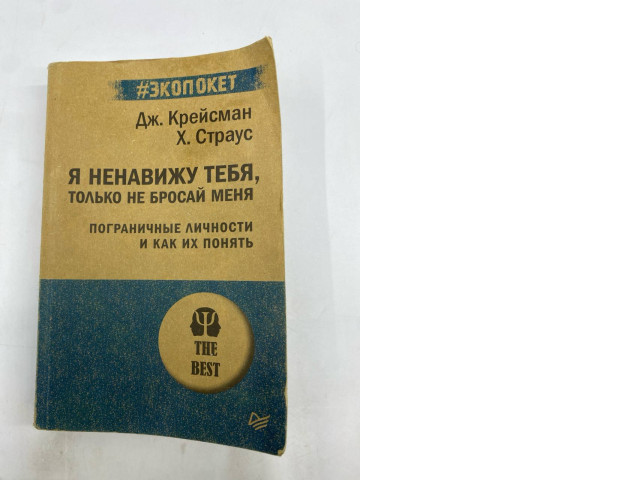 #ЭКОПОКЕТ
Дж. Крейсман
Х. Страус
Я НЕНАВИЖУ ТЕБЯ,
ТОЛЬКО НЕ БРОСАЙ МЕНЯ
ПОГРАНИЧНЫЕ ЛИЧНОСТИ
И КАК ИХ ПОНЯТЬ
Ψ
THE
BEST